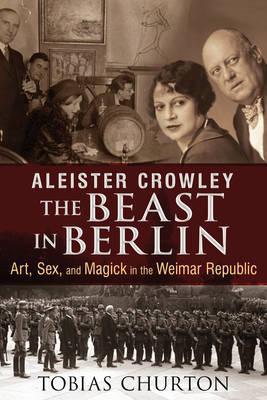 ALEISTER CROWLEY
THE BEAST
IN BERLIN
Art, Sex, and Magick in the Weimar Republic
TOBIAS CHURTON